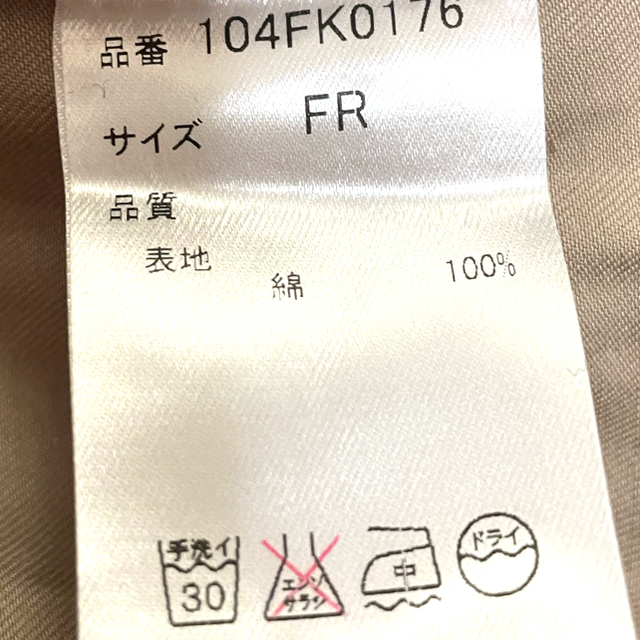 品番 104FK0176
サイズ FR
品質
表地
綿 100%
手洗イ 30
エンソ サラシ
中
ドライ